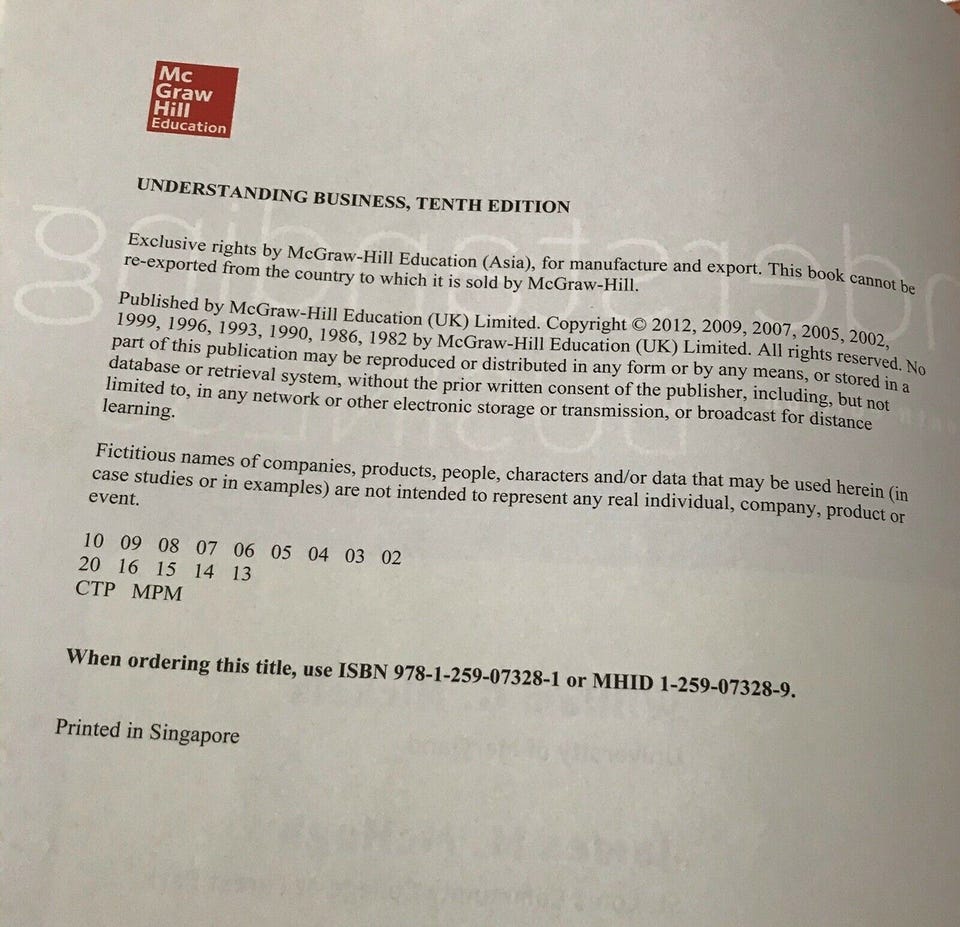 Mc
Graw
Hill
Education
UNDERSTANDING BUSINESS, TENTH EDITION
Exclusive rights by McGraw-Hill Education (Asia), for manufacture and export. This book cannot be
re-exported from the country to which it is sold by McGraw-Hill.
Published by McGraw-Hill Education (UK) Limited. Copyright © 2012, 2009, 2007, 2005, 2002,
1999, 1996, 1993, 1990, 1986, 1982 by McGraw-Hill Education (UK) Limited. All rights reserved. No
part of this publication may be reproduced or distributed in any form or by any means, or stored in a
database or retrieval system, without the prior written consent of the publisher, including, but not
limited to, in any network or other electronic storage or transmission, or broadcast for distance
learning.
Fictitious names of companies, products, people, characters and/or data that may be used herein (in
case studies or in examples) are not intended to represent any real individual, company, product or
event.
10 09 08 07 06 05 04 03 02
20 16 15 14 13
CTP MPM
When ordering this title, use ISBN 978-1-259-07328-1 or MHID 1-259-07328-9.
Printed in Singapore